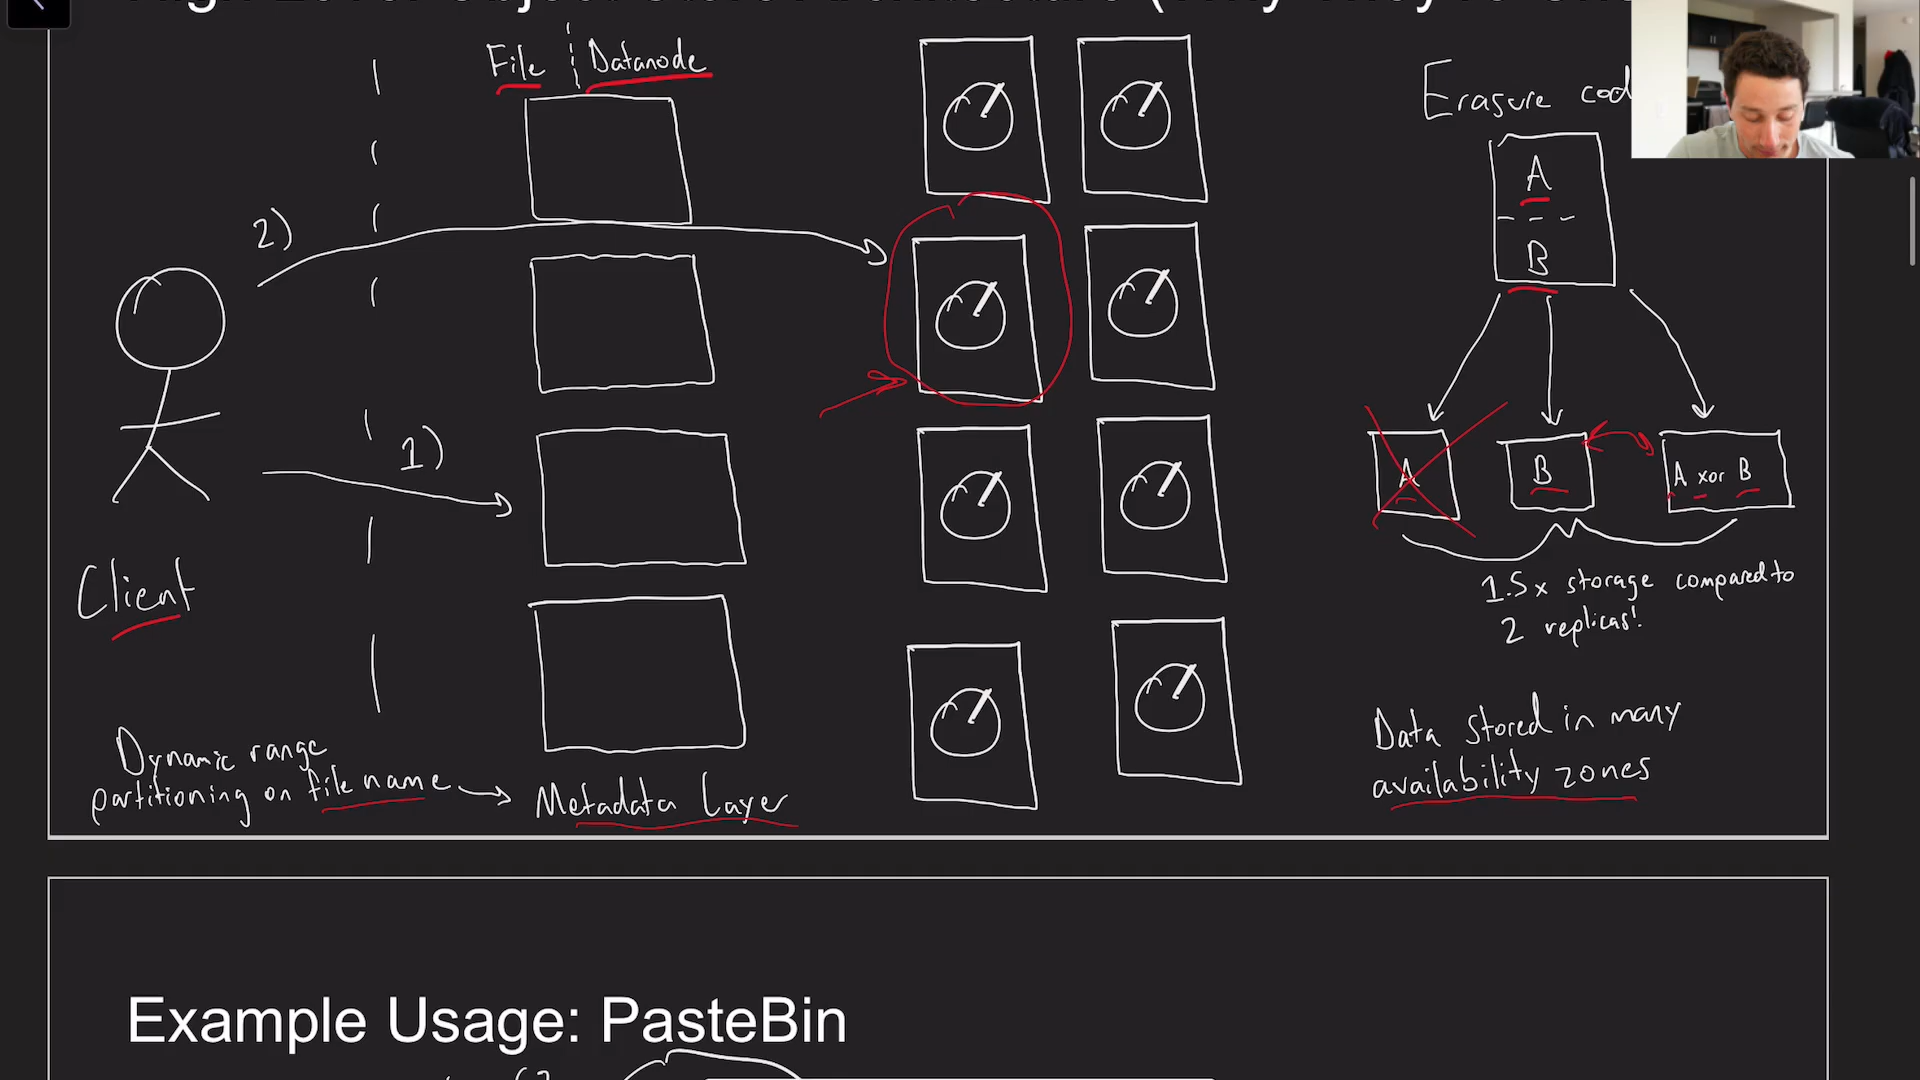 File Datanode
Erasure cod
A
B
2)
1)
A
B
A xor B
1.5x storage compared to
2 replicas!
Client
Data stored in many
availability zones
Dynamic range
partitioning on file name
Metadata Layer
Example Usage: PasteBin